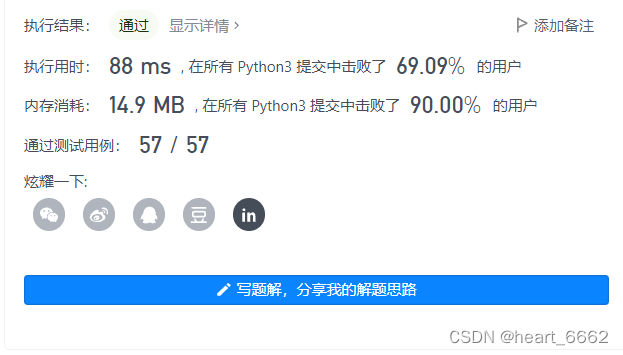 执行结果： 通过 显示详情 > 添加备注
执行用时： 88 ms , 在所有 Python3 提交中击败了 69.09% 的用户
内存消耗： 14.9 MB , 在所有 Python3 提交中击败了 90.00% 的用户
通过测试用例： 57 / 57
炫耀一下:
豆 in
写题解，分享我的解题思路
CSDN @heart_6662